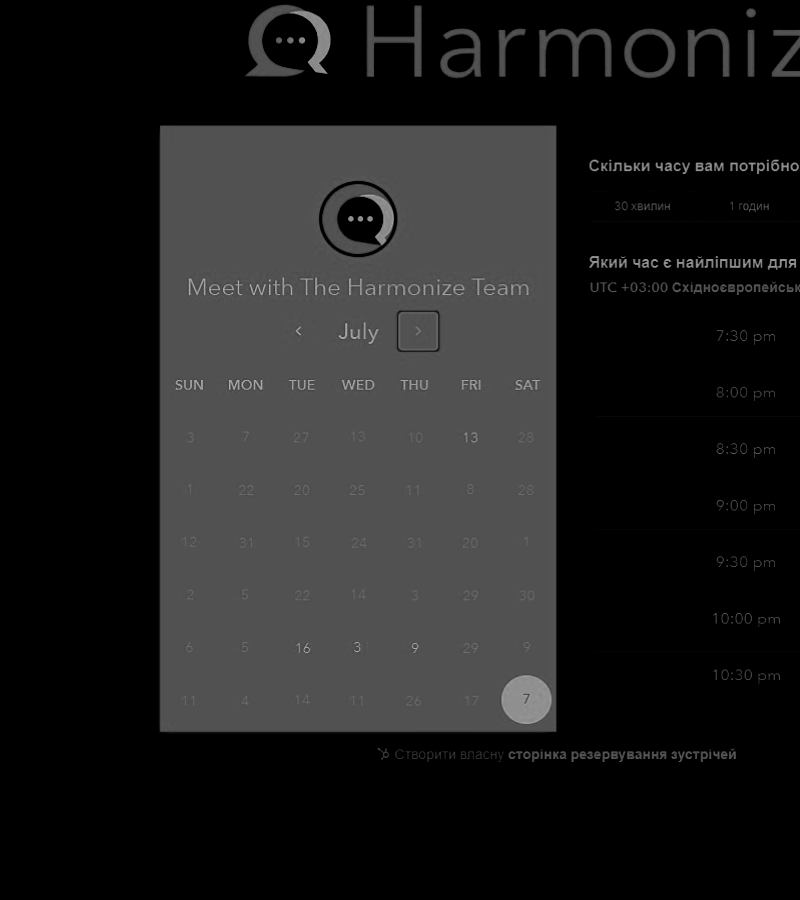 Harmoniz
Meet with The Harmonize Team
July
SUN MON TUE WED THU FRI SAT
3 7 27 13 10 13 28
1 22 20 25 11 8 28
12 31 15 24 31 20 1
2 5 22 14 3 29 30
6 5 16 3 9 29 9
11 4 14 11 26 17 7
Скільки часу вам потрібно
30 хвилин 1 годин
Який час є найліпшим для
UTC +03:00 Східноєвропейськ
7:30 pm
8:00 pm
8:30 pm
9:00 pm
9:30 pm
10:00 pm
10:30 pm
Створити власну сторінка резервування зустрічей